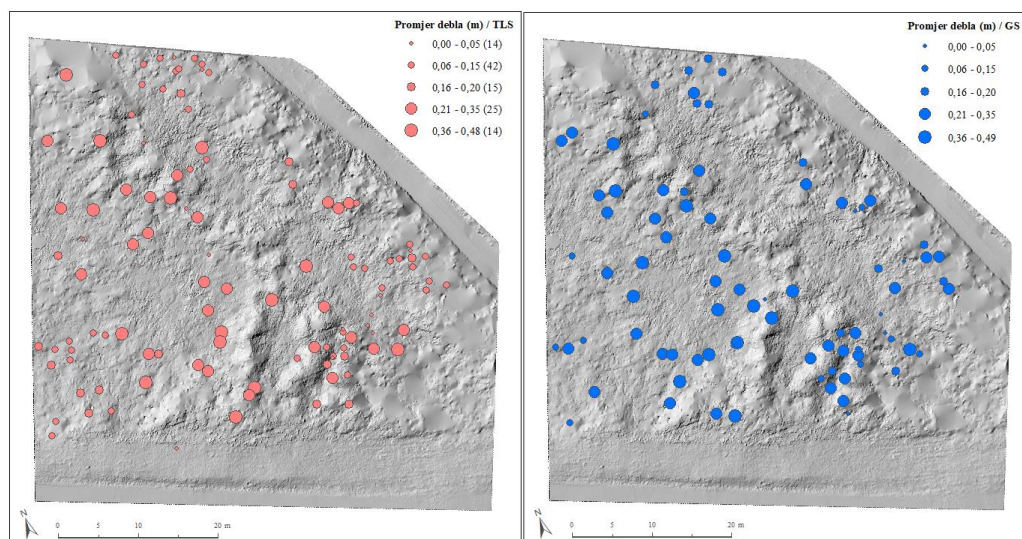 Promjer debla (m) / TLS
0,00 - 0,05 (14)
0,06 - 0,15 (42)
0,16 - 0,20 (15)
0,21 - 0,35 (25)
0,36 - 0,48 (14)
N
0 5 10 20 m
Promjer debla (m) / GS
0,00 - 0,05
0,06 - 0,15
0,16 - 0,20
0,21 - 0,35
0,36 - 0,49
N
0 5 10 20 m